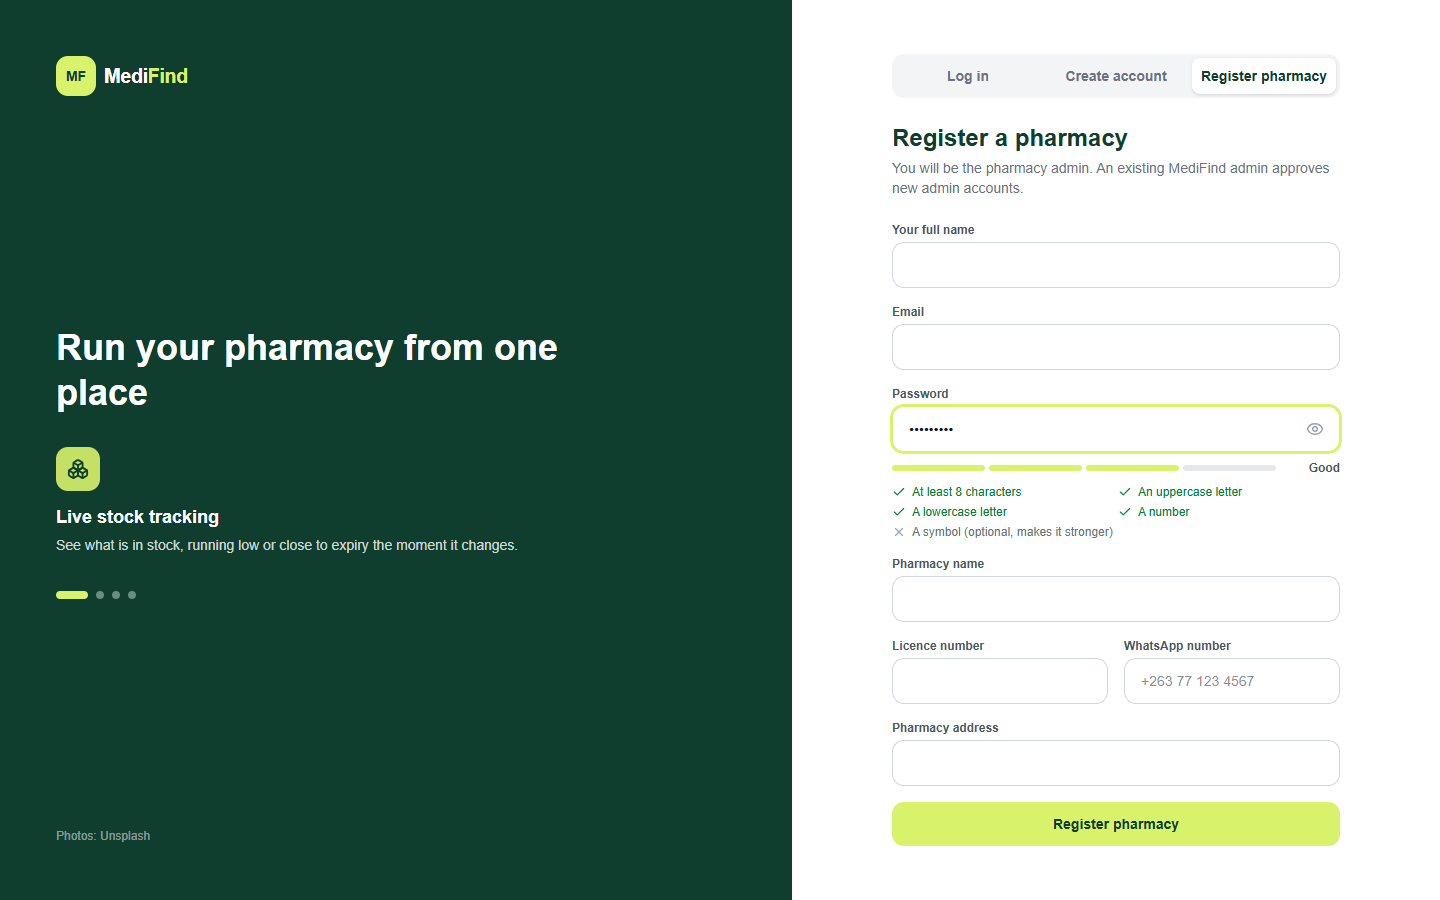 MF
MediFind
Run your pharmacy from one
place
Live stock tracking
See what is in stock, running low or close to expiry the moment it changes.
Photos: Unsplash
Log in
Create account
Register pharmacy
Register a pharmacy
You will be the pharmacy admin. An existing MediFind admin approves
new admin accounts.
Your full name
Email
Password
•••••••••
Good
At least 8 characters
An uppercase letter
A lowercase letter
A number
A symbol (optional, makes it stronger)
Pharmacy name
Licence number
WhatsApp number
+263 77 123 4567
Pharmacy address
Register pharmacy